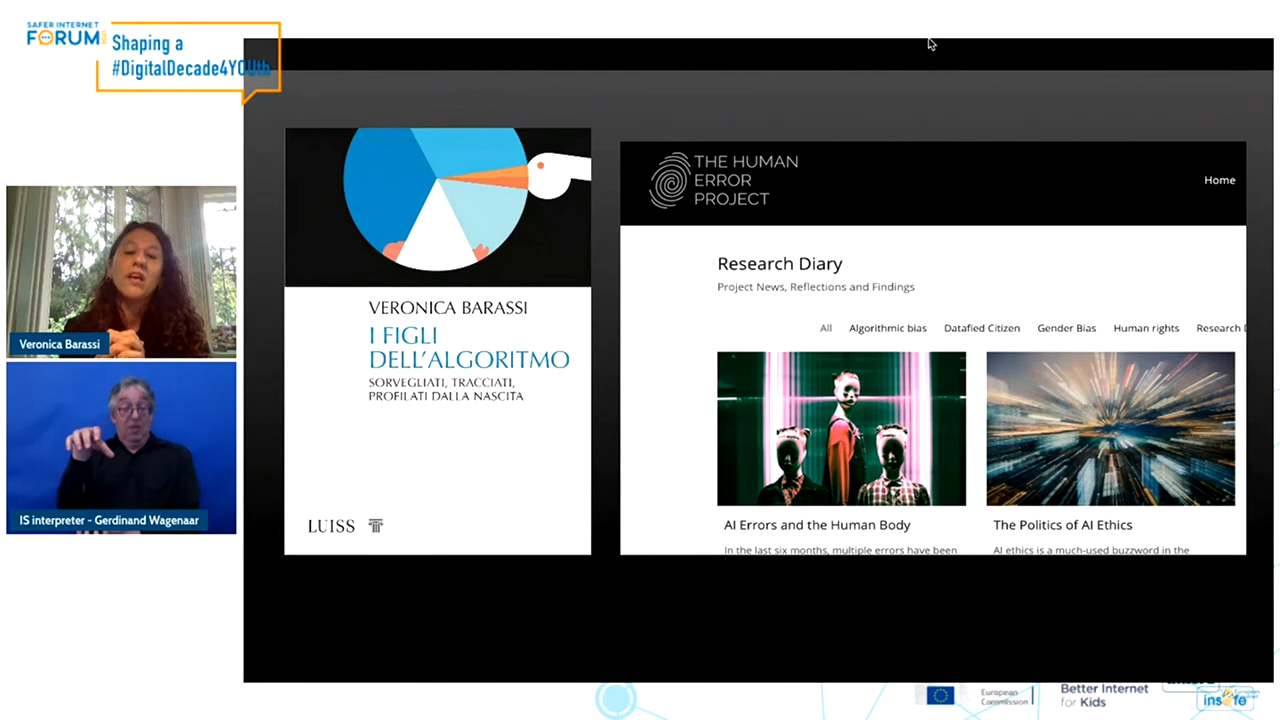 SAFER INTERNET
FORUM
Shaping a
#DigitalDecade4YOUth
Veronica Barassi
IS interpreter - Gerdinand Wagenaar
VERONICA BARASSI
I FIGLI
DELL'ALGORITMO
SORVEGLIATI, TRACCIATI,
PROFILATI DALLA NASCITA
LUISS
THE HUMAN
ERROR
PROJECT
Home
Research Diary
Project News, Reflections and Findings
All Algorithmic bias Datafied Citizen Gender Bias Human rights Research
AI Errors and the Human Body
In the last six months, multiple errors have been
The Politics of AI Ethics
AI ethics is a much-used buzzword in the
European
Commission
Better Internet
for Kids
insafe